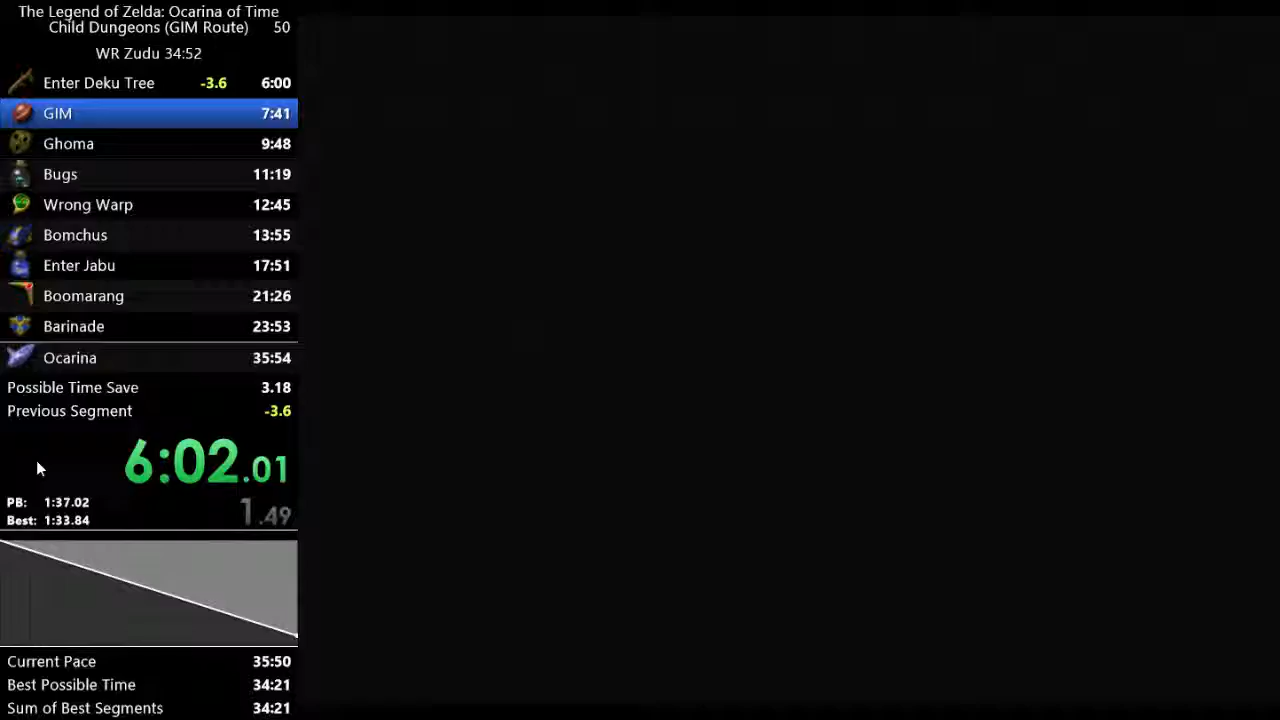 The Legend of Zelda: Ocarina of Time
Child Dungeons (GIM Route) 50
WR Zudu 34:52
Enter Deku Tree -3.6 6:00
GIM 7:41
Ghoma 9:48
Bugs 11:19
Wrong Warp 12:45
Bomchus 13:55
Enter Jabu 17:51
Boomarang 21:26
Barinade 23:53
Ocarina 35:54
Possible Time Save 3.18
Previous Segment -3.6
6:02.01
PB: 1:37.02
Best: 1:33.84
1.49
Current Pace 35:50
Best Possible Time 34:21
Sum of Best Segments 34:21